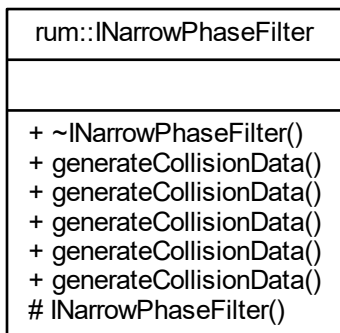 rum::INarrowPhaseFilter
+ ~INarrowPhaseFilter()
+ generateCollisionData()
+ generateCollisionData()
+ generateCollisionData()
+ generateCollisionData()
+ generateCollisionData()
# INarrowPhaseFilter()